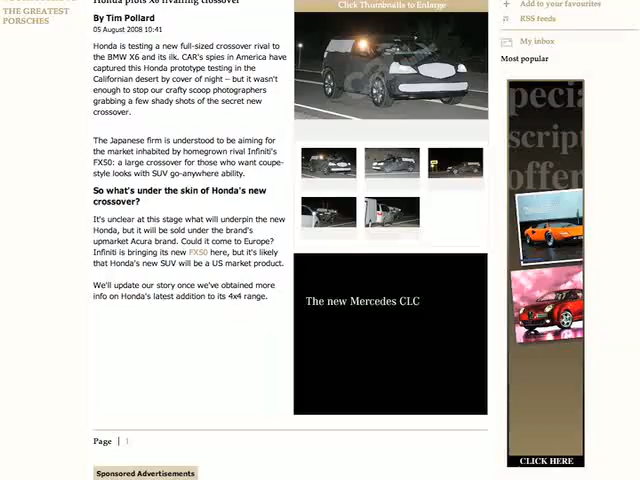 THE GREATEST
PORSCHES
Honda plots X6 rivalling crossover
By Tim Pollard
05 August 2008 10:41
Honda is testing a new full-sized crossover rival to
the BMW X6 and its ilk. CAR's spies in America have
captured this Honda prototype testing in the
Californian desert by cover of night – but it wasn't
enough to stop our crafty scoop photographers
grabbing a few shady shots of the secret new
crossover.
The Japanese firm is understood to be aiming for
the market inhabited by homegrown rival Infiniti's
FX50: a large crossover for those who want coupe-
style looks with SUV go-anywhere ability.
So what's under the skin of Honda's new
crossover?
It's unclear at this stage what will underpin the new
Honda, but it will be sold under the brand's
upmarket Acura brand. Could it come to Europe?
Infiniti is bringing its new FX50 here, but it's likely
that Honda's new SUV will be a US market product.
We'll update our story once we've obtained more
info on Honda's latest addition to its 4x4 range.
Click Thumbnails to Enlarge
The new Mercedes CLC
Page | 1
Sponsored Advertisements
Add to your favourites
RSS feeds
My inbox
Most popular
pecia
script
offer
CLICK HERE